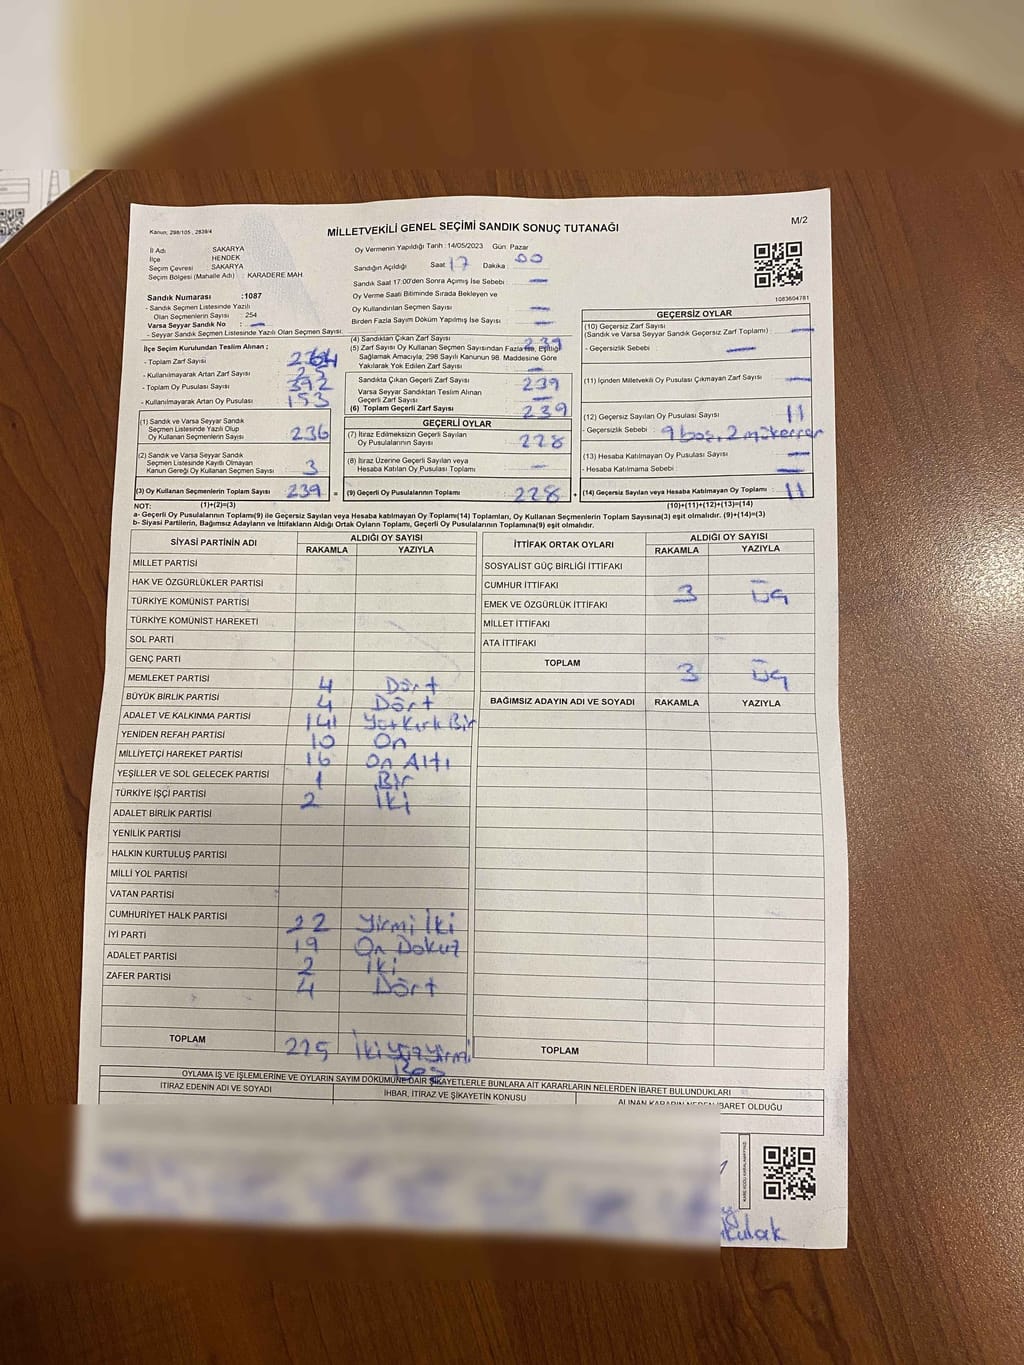 MİLLETVEKİLİ GENEL SEÇİMİ SANDIK SONUÇ TUTANAĞI
M/2
Kanun; 298/105 , 2839/4
İl Adı SAKARYA
İlçe HENDEK
Seçim Çevresi SAKARYA
Seçim Bölgesi (Mahalle Adı) : KARADERE MAH.
Sandık Numarası :1087
- Sandık Seçmen Listesinde Yazılı
Olan Seçmenlerin Sayısı : 254
Varsa Seyyar Sandık No : —
- Seyyar Sandık Seçmen Listesinde Yazılı Olan Seçmen Sayısı:
İlçe Seçim Kurulundan Teslim Alınan ;
- Toplam Zarf Sayısı
- Kullanılmayarak Artan Zarf Sayısı 25
- Toplam Oy Pusulası Sayısı 392
- Kullanılmayarak Artan Oy Pusulası 153
(1) Sandık ve Varsa Seyyar Sandık
Seçmen Listesinde Yazılı Olup
Oy Kullanan Seçmenlerin Sayısı 236
(2) Sandık ve Varsa Seyyar Sandık
Seçmen Listesinde Kayıtlı Olmayan
Kanun Gereği Oy Kullanan Seçmen Sayısı 3
(3) Oy Kullanan Seçmenlerin Toplam Sayısı 239 =
Oy Vermenin Yapıldığı Tarih :14/05/2023 Gün: Pazar
Sandığın Açıldığı Saat: 17 Dakika : 00
Sandık Saat 17:00'den Sonra Açılmış İse Sebebi : —
Oy Verme Saati Bitiminde Sırada Bekleyen ve
Oy Kullandırılan Seçmen Sayısı : —
Birden Fazla Sayım Döküm Yapılmış İse Sayısı : —
(4) Sandıktan Çıkan Zarf Sayısı : 239
(5) Zarf Sayısı Oy Kullanan Seçmen Sayısından Fazla ise, Eşitliği
Sağlamak Amacıyla, 298 Sayılı Kanunun 98. Maddesine Göre
Yakılarak Yok Edilen Zarf Sayısı : —
Sandıkta Çıkan Geçerli Zarf Sayısı : 239
Varsa Seyyar Sandıktan Teslim Alınan
Geçerli Zarf Sayısı : —
(6) Toplam Geçerli Zarf Sayısı : 239
GEÇERLİ OYLAR
(7) İtiraz Edilmeksizin Geçerli Sayılan
Oy Pusulalarının Sayısı : 228
(8) İtiraz Üzerine Geçerli Sayılan veya
Hesaba Katılan Oy Pusulası Toplamı : —
(9) Geçerli Oy Pusulalarının Toplamı : 228 +
1083604781
GEÇERSİZ OYLAR
(10) Geçersiz Zarf Sayısı
(Sandık ve Varsa Seyyar Sandık Geçersiz Zarf Toplamı) : —
- Geçersizlik Sebebi : —
(11) İçinden Milletvekili Oy Pusulası Çıkmayan Zarf Sayısı : —
(12) Geçersiz Sayılan Oy Pusulası Sayısı : 11
- Geçersizlik Sebebi : 9 boş, 2 mükerrer
(13) Hesaba Katılmayan Oy Pusulası Sayısı : —
- Hesaba Katılmama Sebebi : —
(14) Geçersiz Sayılan veya Hesaba Katılmayan Oy Toplamı : 11
NOT: (1)+(2)=(3) (10)+(11)+(12)+(13)=(14)
a- Geçerli Oy Pusulalarının Toplamı(9) ile Geçersiz Sayılan veya Hesaba Katılmayan Oy Toplamı(14) Toplamları, Oy Kullanan Seçmenlerin Toplam Sayısına(3) eşit olmalıdır. (9)+(14)=(3)
b- Siyasi Partilerin, Bağımsız Adayların ve İttifakların Aldığı Ortak Oyların Toplamı, Geçerli Oy Pusulalarının Toplamına(9) eşit olmalıdır.
SİYASİ PARTİNİN ADI ALDIĞI OY SAYISI
RAKAMLA YAZIYLA
MİLLET PARTİSİ
HAK VE ÖZGÜRLÜKLER PARTİSİ
TÜRKİYE KOMÜNİST PARTİSİ
TÜRKİYE KOMÜNİST HAREKETİ
SOL PARTİ
GENÇ PARTİ
MEMLEKET PARTİSİ 4 Dört
BÜYÜK BİRLİK PARTİSİ 4 Dört
ADALET VE KALKINMA PARTİSİ 141 Yüz Kırk Bir
YENİDEN REFAH PARTİSİ 10 On
MİLLİYETÇİ HAREKET PARTİSİ 16 On Altı
YEŞİLLER VE SOL GELECEK PARTİSİ 1 Bir
TÜRKİYE İŞÇİ PARTİSİ 2 İki
ADALET BİRLİK PARTİSİ
YENİLİK PARTİSİ
HALKIN KURTULUŞ PARTİSİ
MİLLİ YOL PARTİSİ
VATAN PARTİSİ
CUMHURİYET HALK PARTİSİ 22 Yirmi İki
İYİ PARTİ 19 On Dokuz
ADALET PARTİSİ 2 İki
ZAFER PARTİSİ 4 Dört
TOPLAM 225 İki Yüz Yirmi
Beş
İTTİFAK ORTAK OYLARI ALDIĞI OY SAYISI
RAKAMLA YAZIYLA
SOSYALİST GÜÇ BİRLİĞİ İTTİFAKI
CUMHUR İTTİFAKI 3 Üç
EMEK VE ÖZGÜRLÜK İTTİFAKI
MİLLET İTTİFAKI
ATA İTTİFAKI
TOPLAM 3 Üç
BAĞIMSIZ ADAYIN ADI VE SOYADI RAKAMLA YAZIYLA
TOPLAM
OYLAMA İŞ VE İŞLEMLERİNE VE OYLARIN SAYIM DÖKÜMÜNE DAİR ŞİKAYETLERLE BUNLARA AİT KARARLARIN NELERDEN İBARET BULUNDUKLARI
İTİRAZ EDENİN ADI VE SOYADI İHBAR, İTİRAZ VE ŞİKAYETİN KONUSU ALINAN KARARIN NEDEN İBARET OLDUĞU